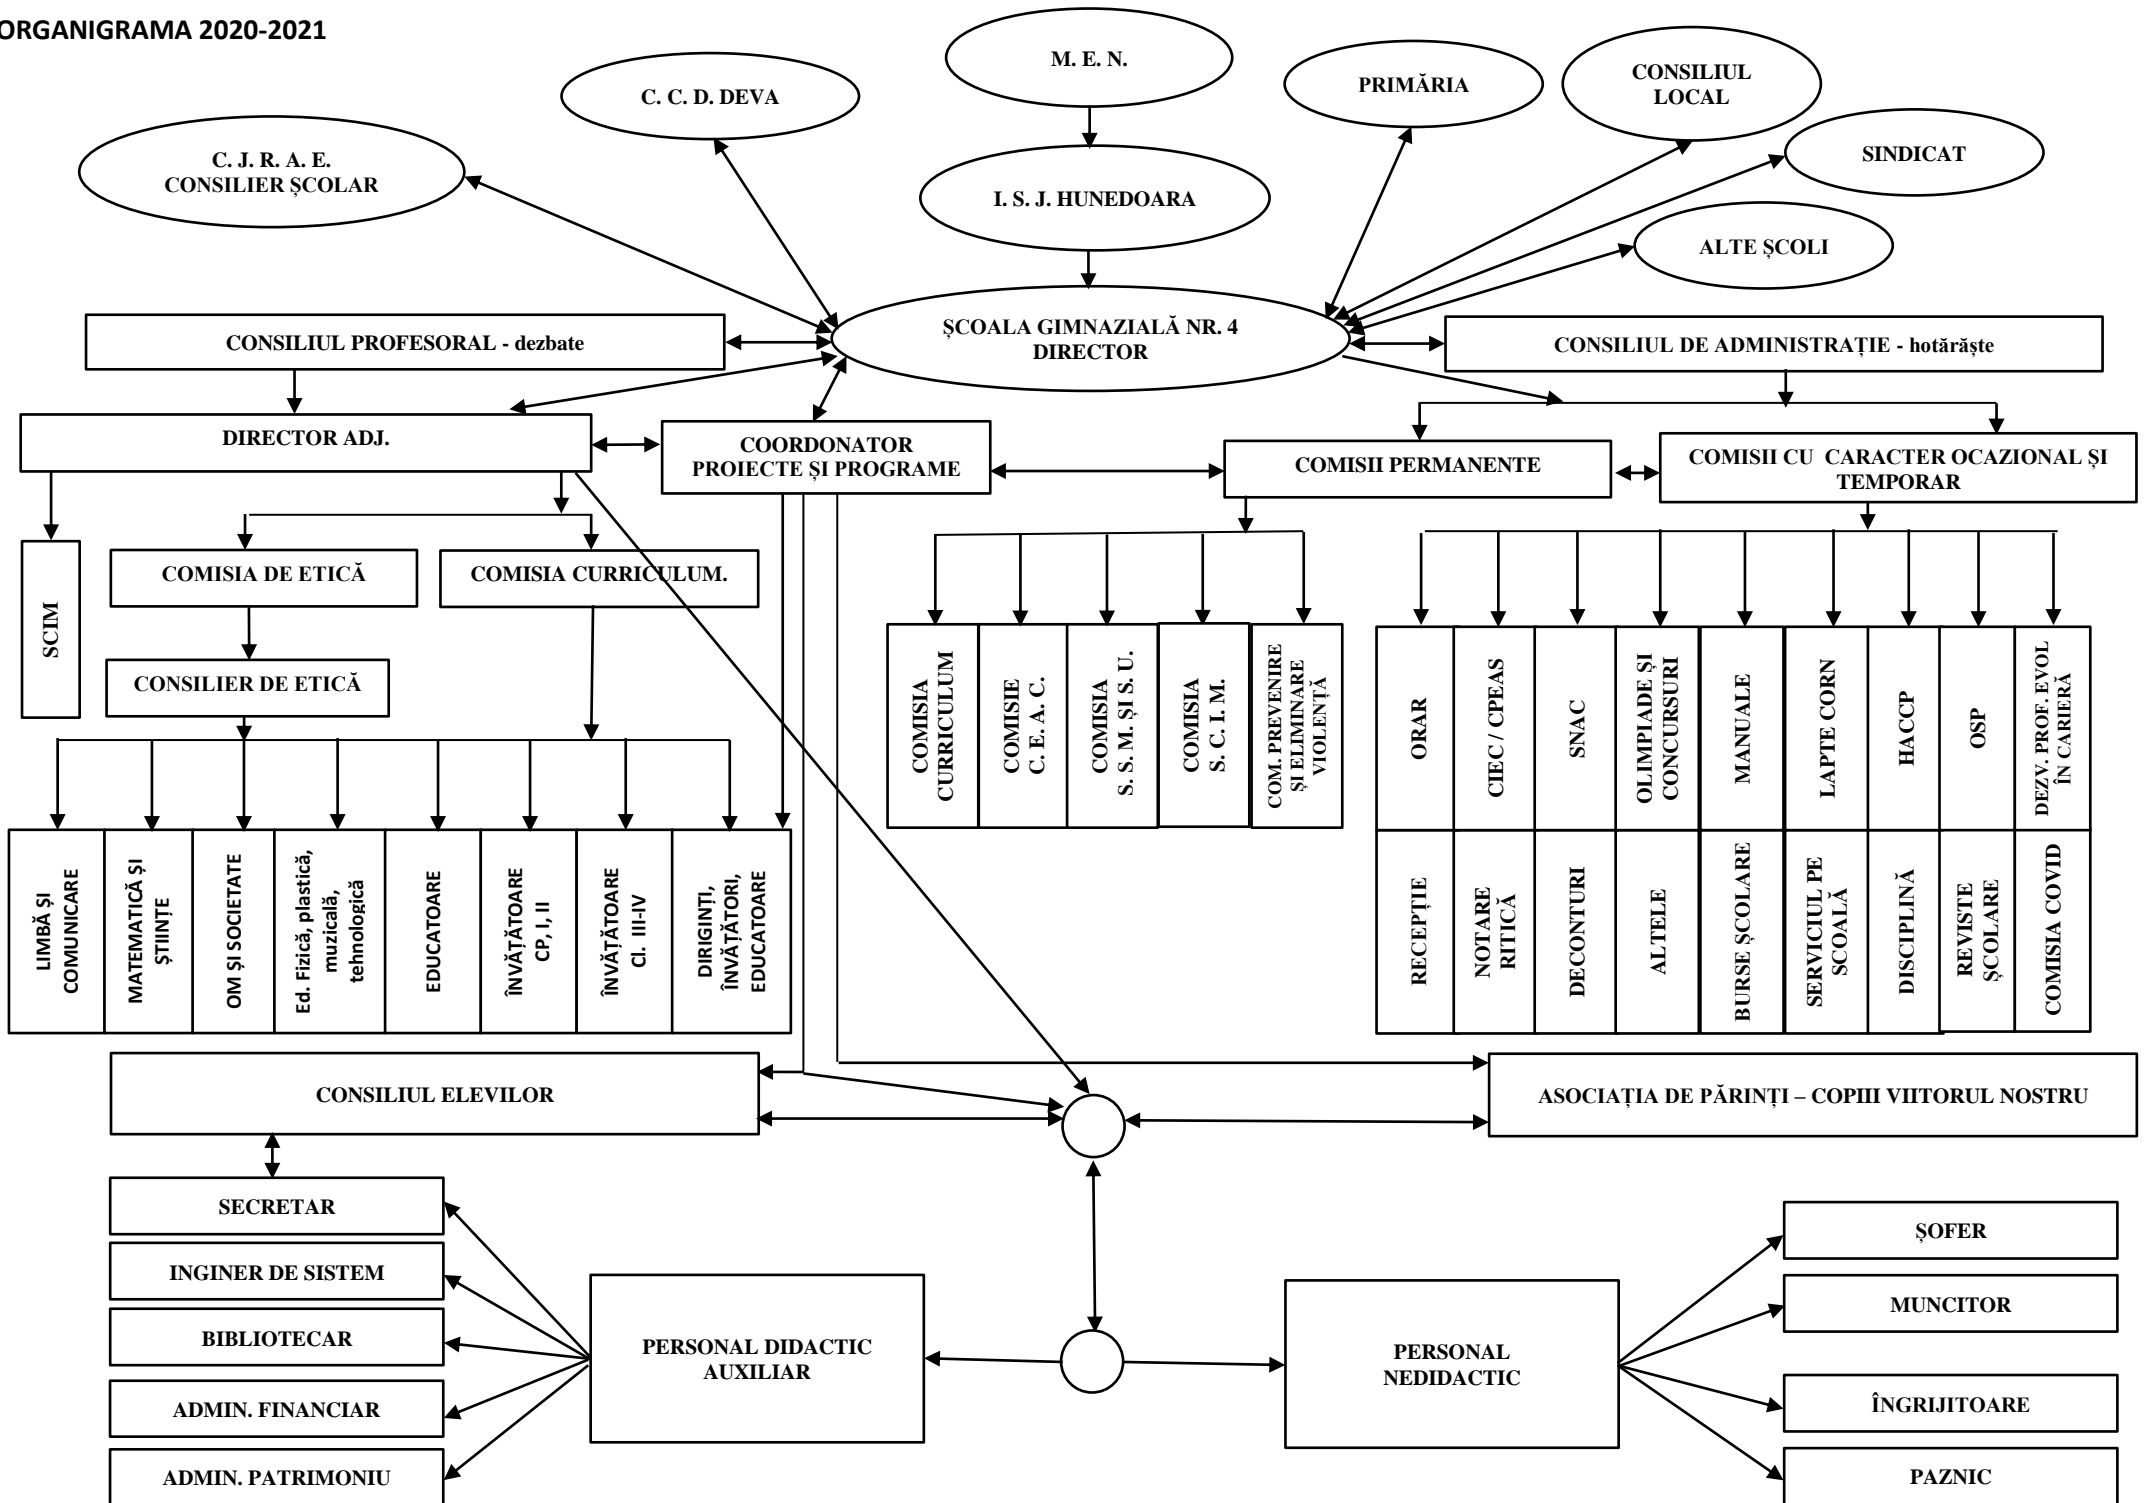 ORGANIGRAMA 2020-2021
M. E. N.
C. C. D. DEVA
PRIMĂRIA
CONSILIUL
LOCAL
SINDICAT
C. J. R. A. E.
CONSILIER ȘCOLAR
I. S. J. HUNEDOARA
ALTE ȘCOLI
ȘCOALA GIMNAZIALĂ NR. 4
DIRECTOR
CONSILIUL PROFESORAL - dezbate
CONSILIUL DE ADMINISTRAȚIE - hotărăște
DIRECTOR ADJ.
COORDONATOR
PROIECTE ȘI PROGRAME
COMISII PERMANENTE
COMISII CU CARACTER OCAZIONAL ȘI
TEMPORAR
SCIM
COMISIA DE ETICĂ
COMISIA CURRICULUM.
CONSILIER DE ETICĂ
COMISIA
CURRICULUM
COMISIE
C. E. A. C.
COMISIA
S. S. M. ȘI S. U.
COMISIA
S. C. I. M.
COM. PREVENIRE
ȘI ELIMINARE
VIOLENȚĂ
ORAR
CIEC / CPEAS
SNAC
OLIMPIADE ȘI
CONCURSURI
MANUALE
LAPTE CORN
HACCP
OSP
DEZV. PROF. EVOL
ÎN CARIERĂ
LIMBĂ ȘI
COMUNICARE
MATEMATICĂ ȘI
ȘTIINȚE
OM ȘI SOCIETATE
Ed. Fizică, plastică,
muzicală,
tehnologică
EDUCATOARE
ÎNVĂȚĂTOARE
CP, I, II
ÎNVĂȚĂTOARE
Cl. III-IV
DIRIGINȚI,
ÎNVĂȚĂTORI,
EDUCATOARE
RECEPȚIE
NOTARE
RITICĂ
DECONTURI
ALTELE
BURSE ȘCOLARE
SERVICIUL PE
SCOALĂ
DISCIPLINĂ
REVISTE
ȘCOLARE
COMISIA COVID
CONSILIUL ELEVILOR
ASOCIAȚIA DE PĂRINȚI – COPIII VIITORUL NOSTRU
SECRETAR
INGINER DE SISTEM
BIBLIOTECAR
ADMIN. FINANCIAR
ADMIN. PATRIMONIU
PERSONAL DIDACTIC
AUXILIAR
PERSONAL
NEDIDACTIC
ȘOFER
MUNCITOR
ÎNGRIJITOARE
PAZNIC